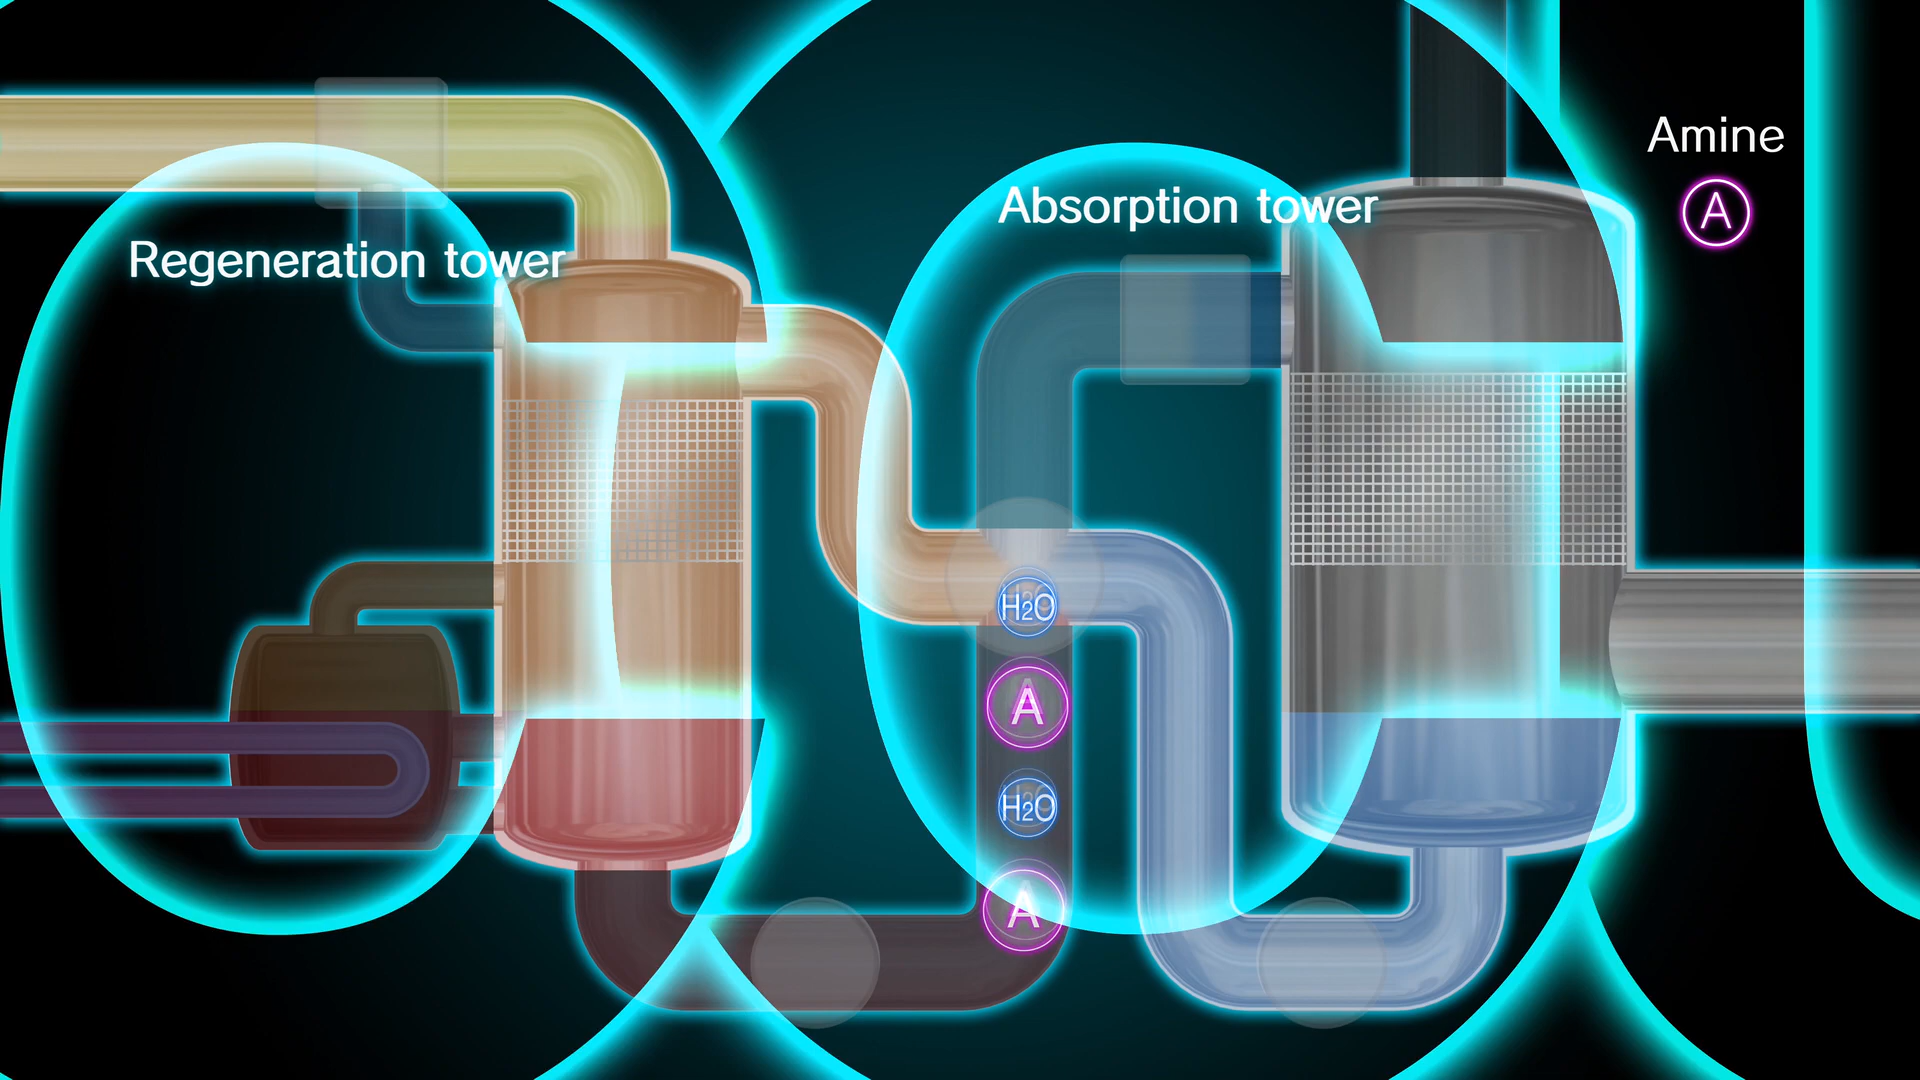 Amine
A
Absorption tower
Regeneration tower
H2O
A
H2O
A